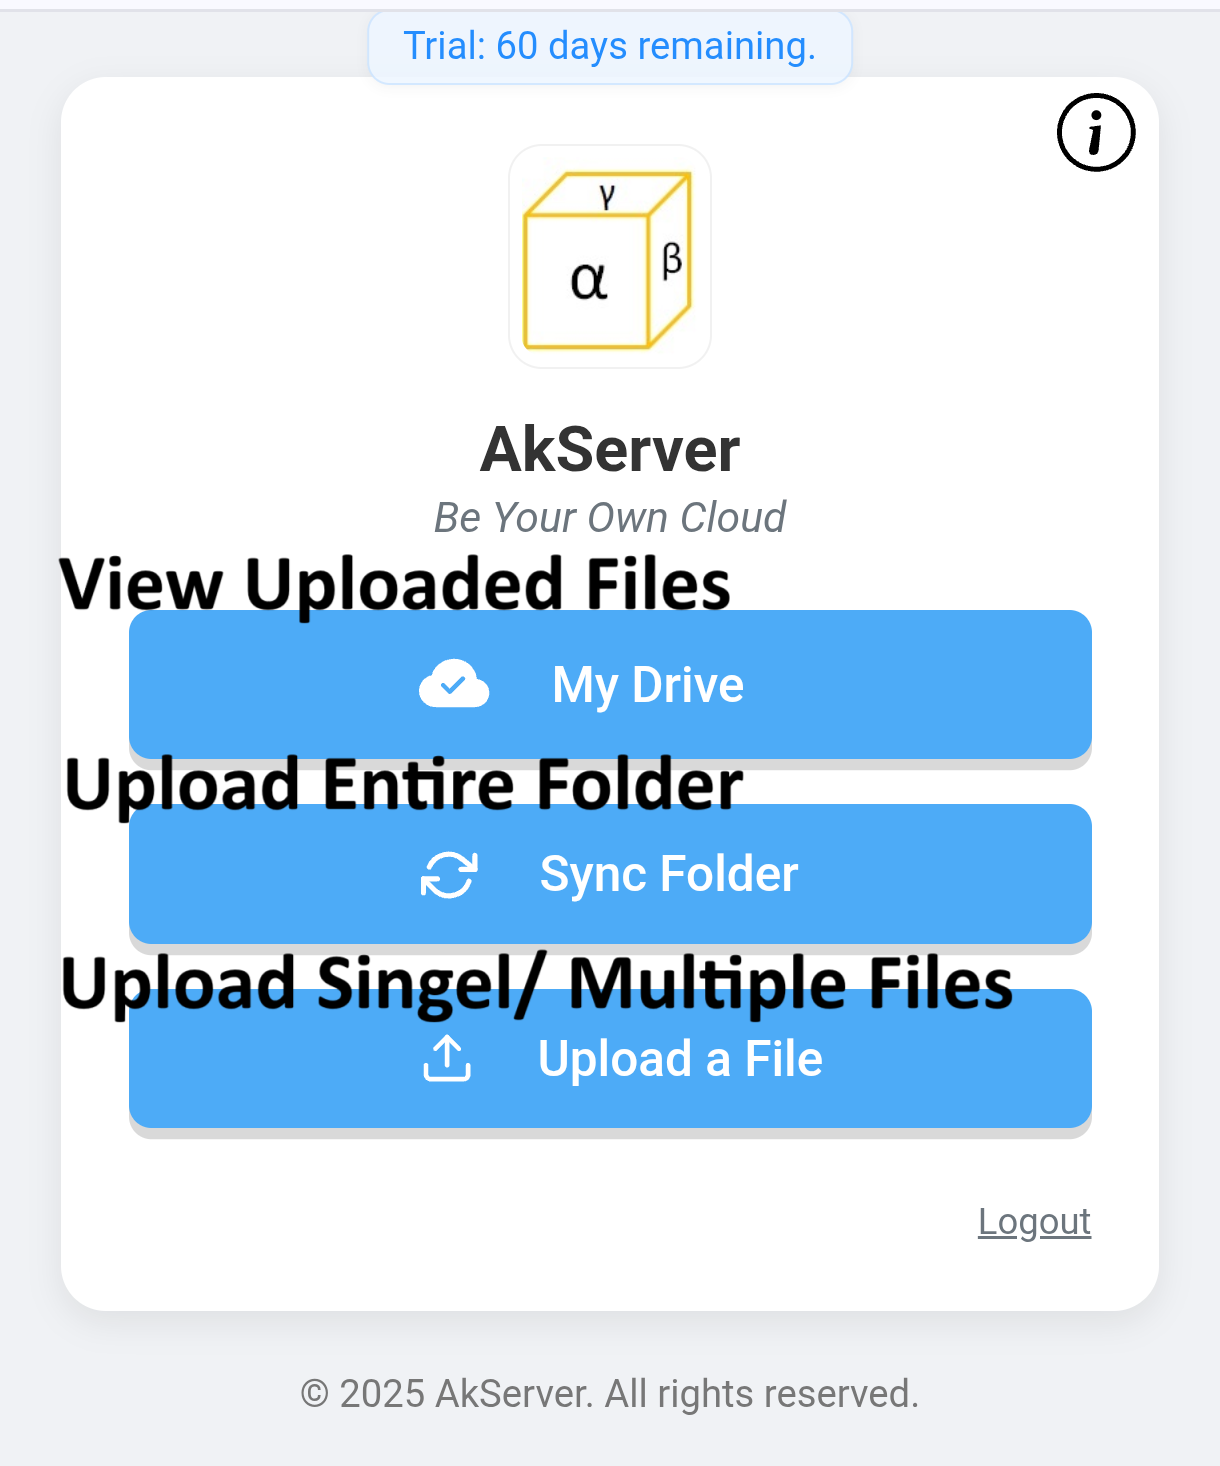 Trial: 60 days remaining.
i
γ
α
β
AkServer
Be Your Own Cloud
View Uploaded Files
My Drive
Upload Entire Folder
Sync Folder
Upload Singel/ Multiple Files
Upload a File
Logout
© 2025 AkServer. All rights reserved.